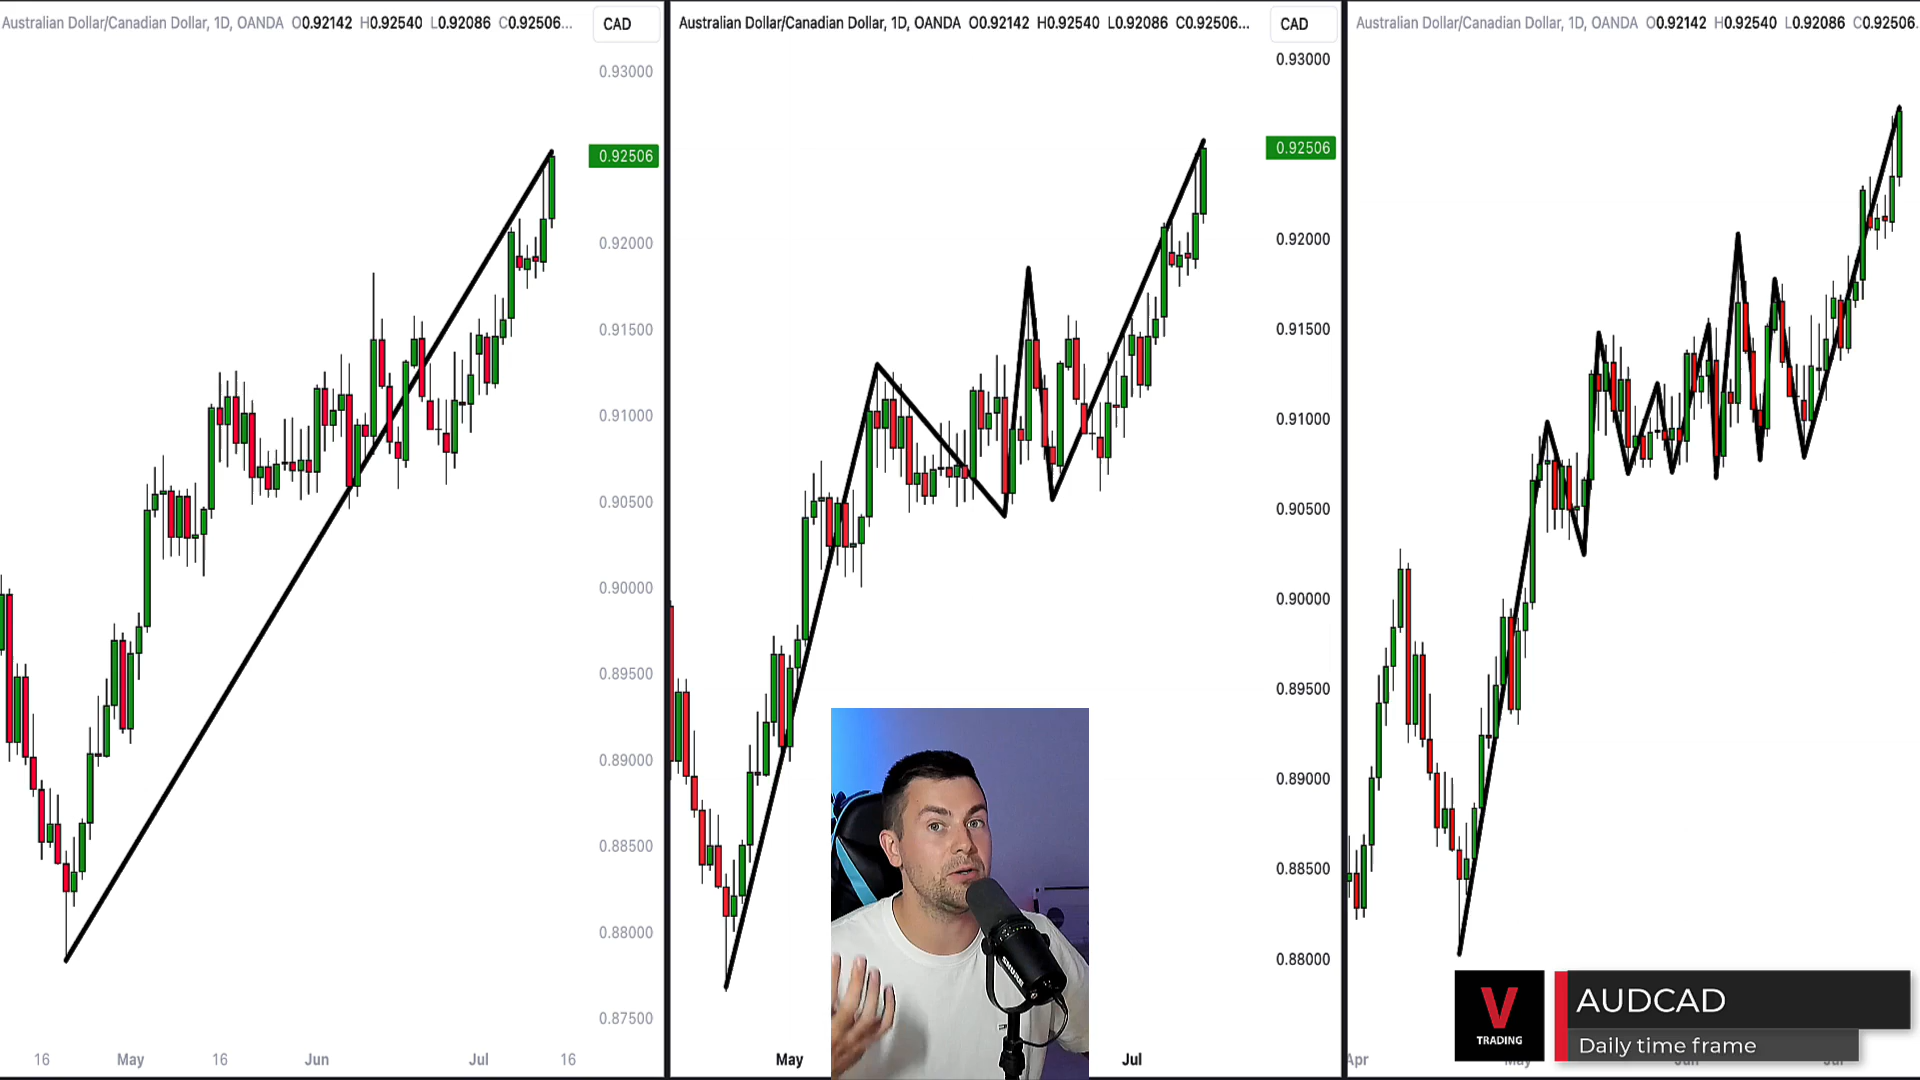 Australian Dollar/Canadian Dollar, 1D, OANDA O0.92142 H0.92540 L0.92086 C0.92506...
CAD
0.93000
0.92506
0.92000
0.91500
0.91000
0.90500
0.90000
0.89500
0.89000
0.88500
0.88000
0.87500
16 May 16 Jun Jul 16
Australian Dollar/Canadian Dollar, 1D, OANDA O0.92142 H0.92540 L0.92086 C0.92506...
CAD
0.93000
0.92506
0.92000
0.91500
0.91000
0.90500
0.90000
0.89500
0.89000
0.88500
0.88000
May Jul
SHURE
Australian Dollar/Canadian Dollar, 1D, OANDA O0.92142 H0.92540 L0.92086 C0.92506.
Apr May Jun Jul
V
TRADING
AUDCAD
Daily time frame